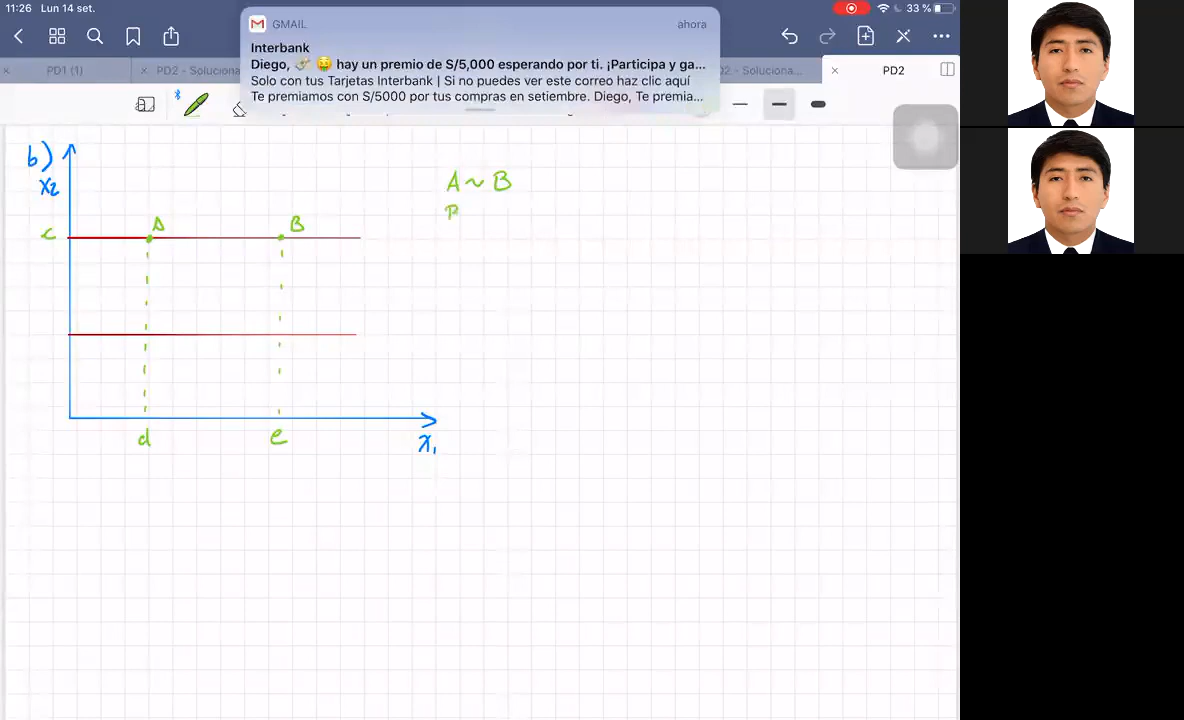 11:26 Lun 14 set.
33 %
GMAIL
ahora
Interbank
Diego, 💸 🤑 hay un premio de S/5,000 esperando por ti. ¡Participa y ga...
Solo con tus Tarjetas Interbank | Si no puedes ver este correo haz clic aquí
Te premiamos con S/5000 por tus compras en setiembre. Diego, Te premia...
PD1 (1)
PD2 - Soluciona
D2 - Soluciona...
PD2
b)
x2
A ~ B
A
B
c
d
e
x1